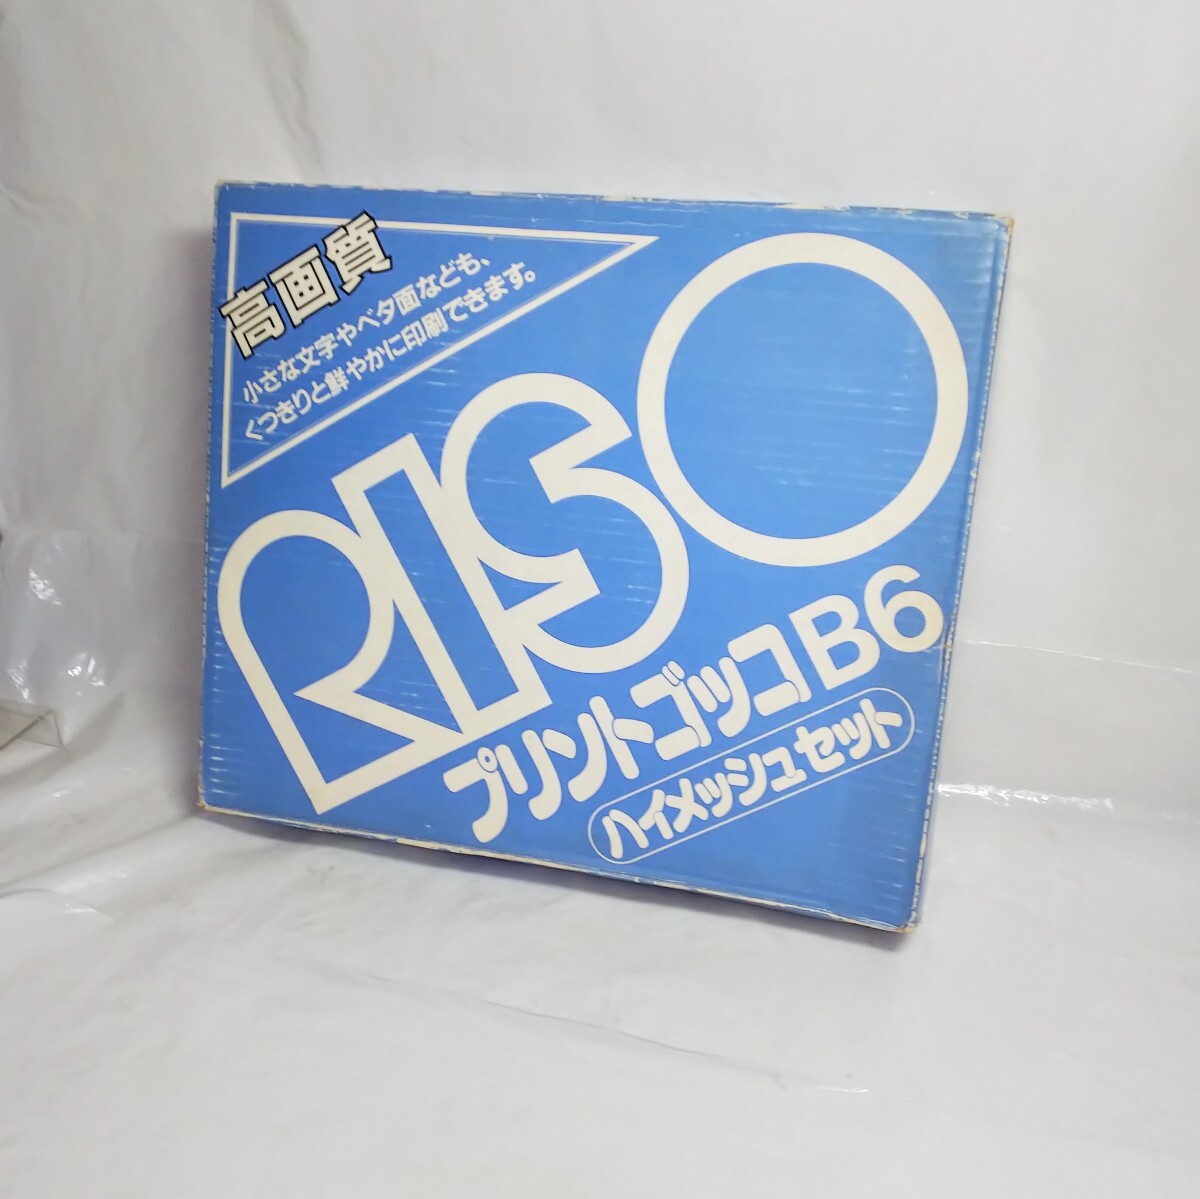 高画質
小さな文字やベタ面なども、
くっきりと鮮やかに印刷できます。
RISO
プリントゴッコB6
ハイメッシュセット